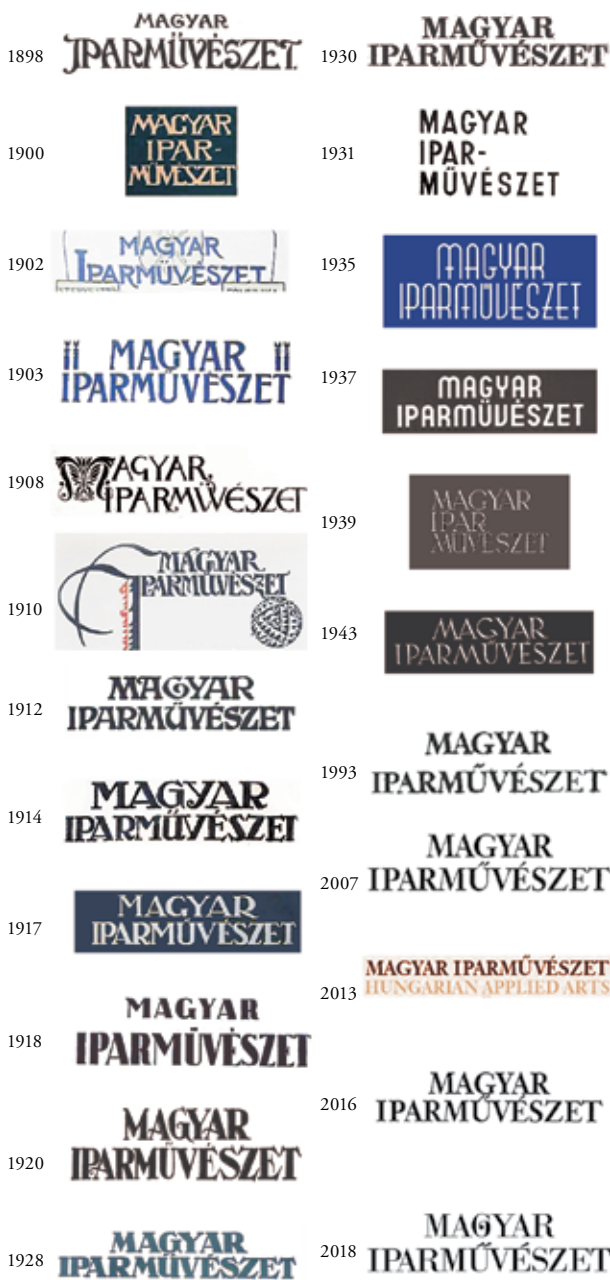 1898
MAGYAR
IPARMŰVÉSZET
1900
MAGYAR
IPAR-
MŰVÉSZET
1902
MAGYAR
IPARMŰVÉSZET
1903
MAGYAR
IPARMŰVÉSZET
1908
MAGYAR
IPARMŰVÉSZET
1910
MAGYAR
IPARMŰVÉSZET
1912
MAGYAR
IPARMŰVÉSZET
1914
MAGYAR
IPARMŰVÉSZET
1917
MAGYAR
IPARMŰVÉSZET
1918
MAGYAR
IPARMŰVÉSZET
1920
MAGYAR
IPARMŰVÉSZET
1928
MAGYAR
IPARMŰVÉSZET
1930
MAGYAR
IPARMŰVÉSZET
1931
MAGYAR
IPAR-
MŰVÉSZET
1935
MAGYAR
IPARMŰVÉSZET
1937
MAGYAR
IPARMŰVÉSZET
1939
MAGYAR
IPAR
MŰVÉSZET
1943
MAGYAR
IPARMŰVÉSZET
1993
MAGYAR
IPARMŰVÉSZET
2007
MAGYAR
IPARMŰVÉSZET
2013
MAGYAR IPARMŰVÉSZET
HUNGARIAN APPLIED ARTS
2016
MAGYAR
IPARMŰVÉSZET
2018
MAGYAR
IPARMŰVÉSZET